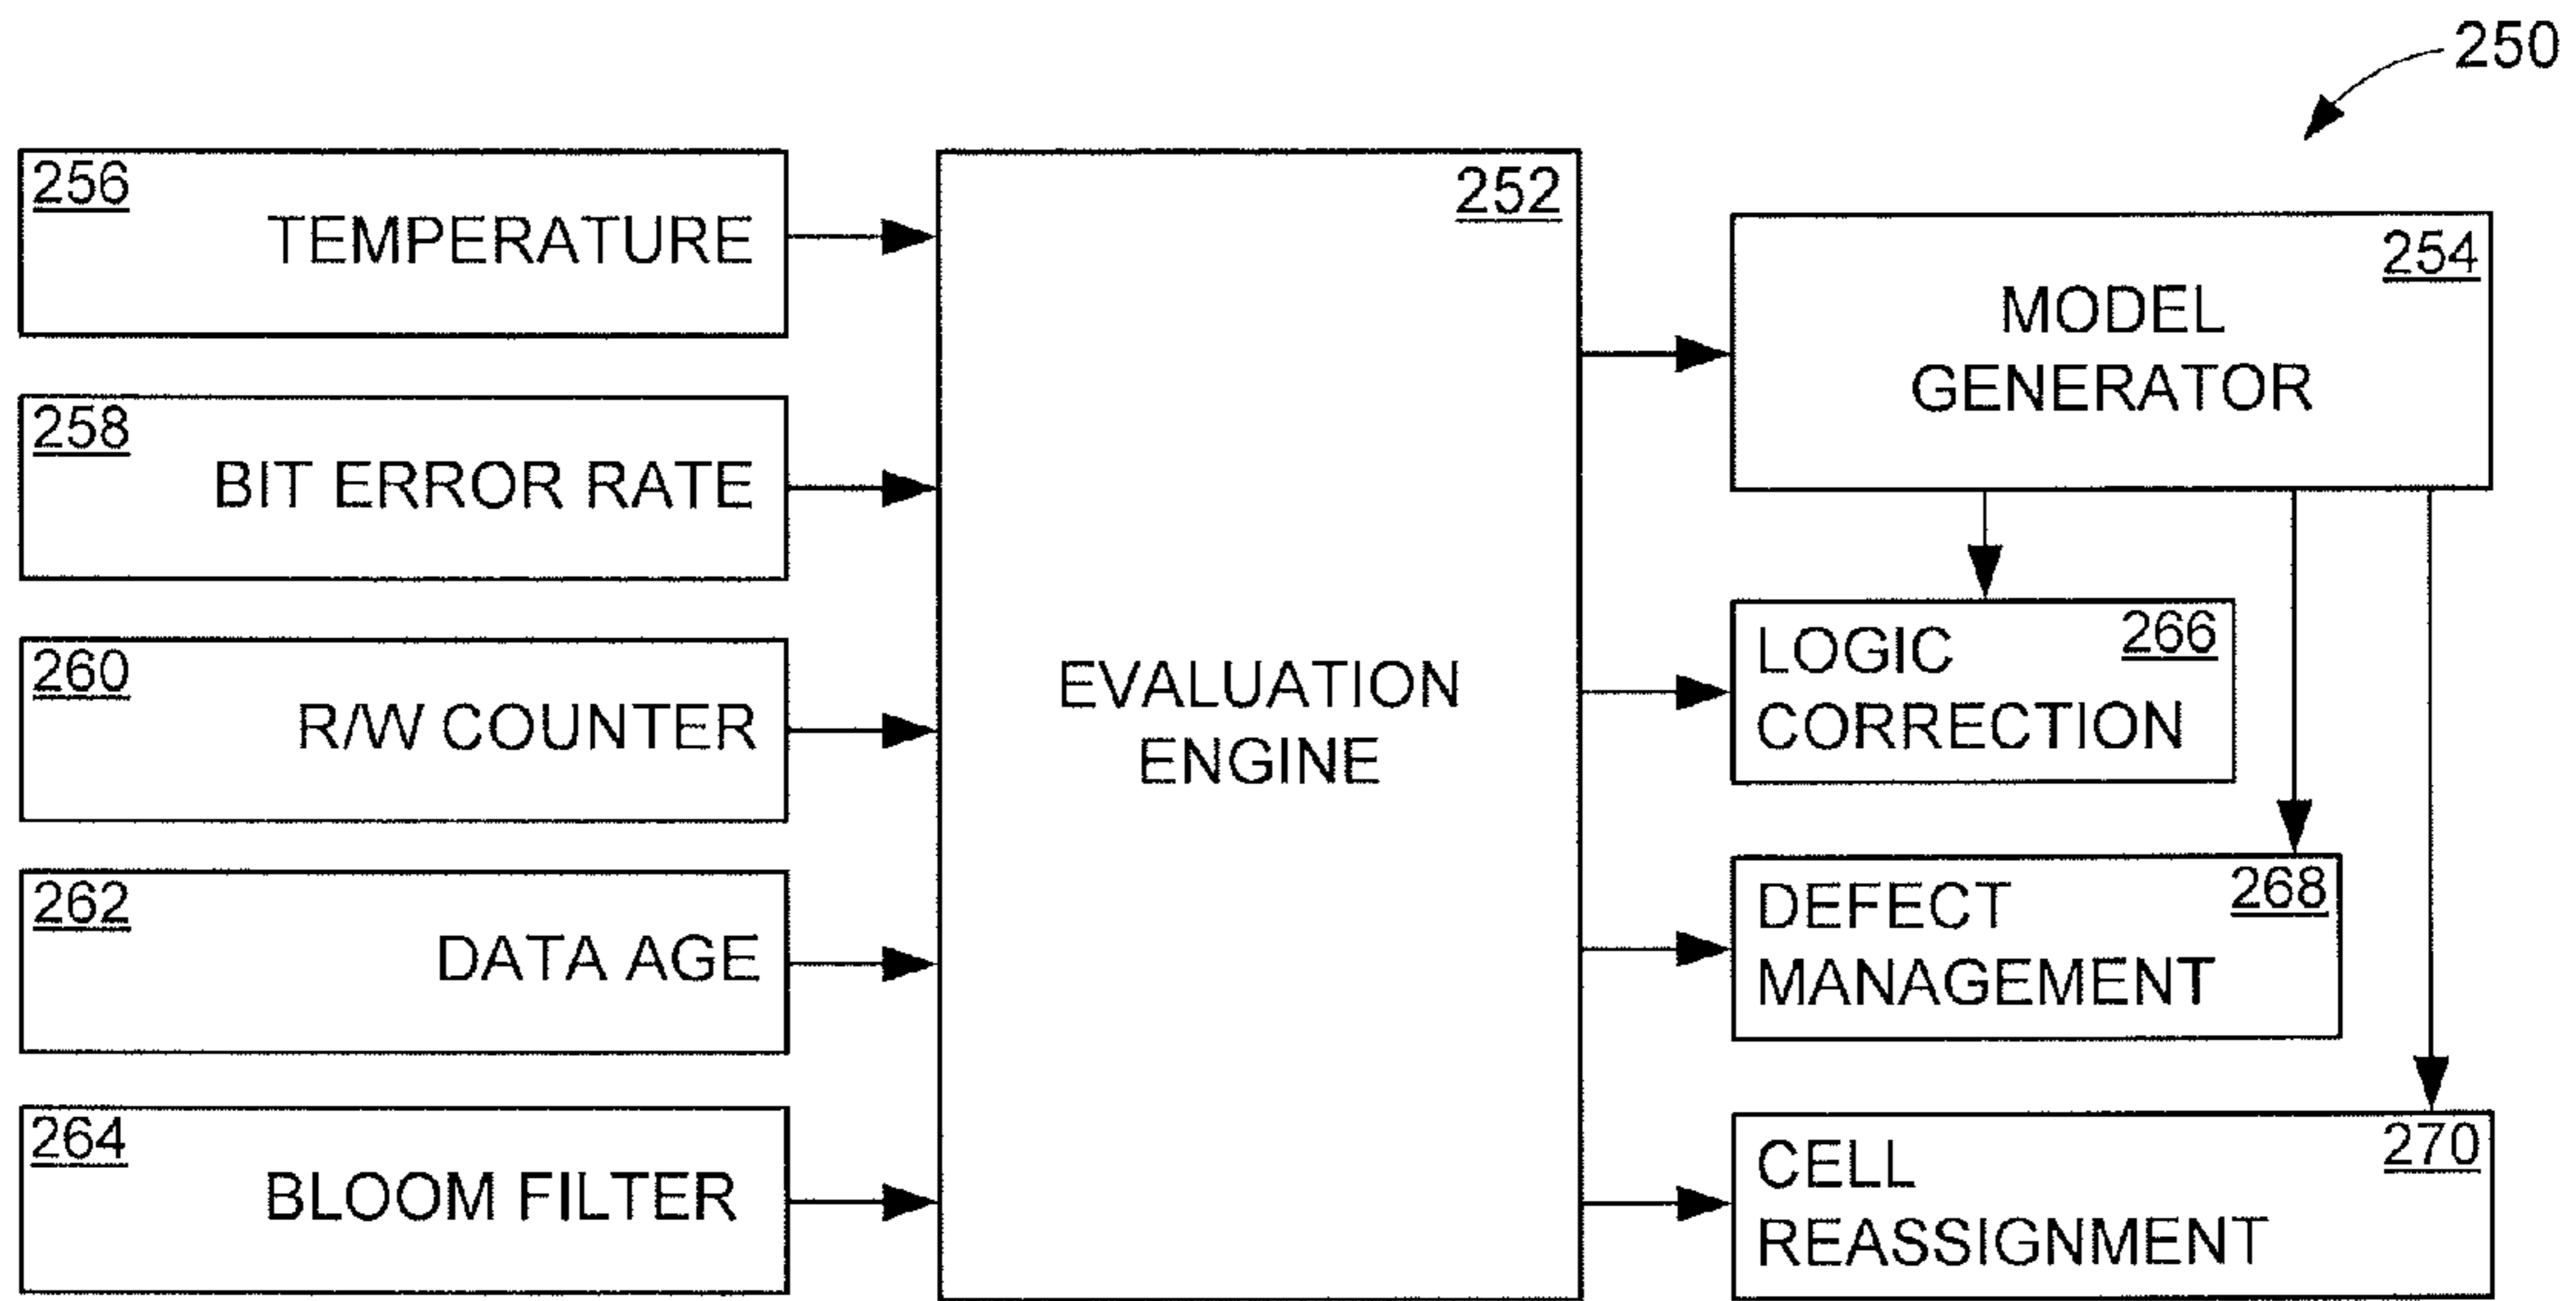 250
256
TEMPERATURE
258
BIT ERROR RATE
260
R/W COUNTER
262
DATA AGE
264
BLOOM FILTER
252
EVALUATION
ENGINE
254
MODEL
GENERATOR
266
LOGIC
CORRECTION
268
DEFECT
MANAGEMENT
270
CELL
REASSIGNMENT